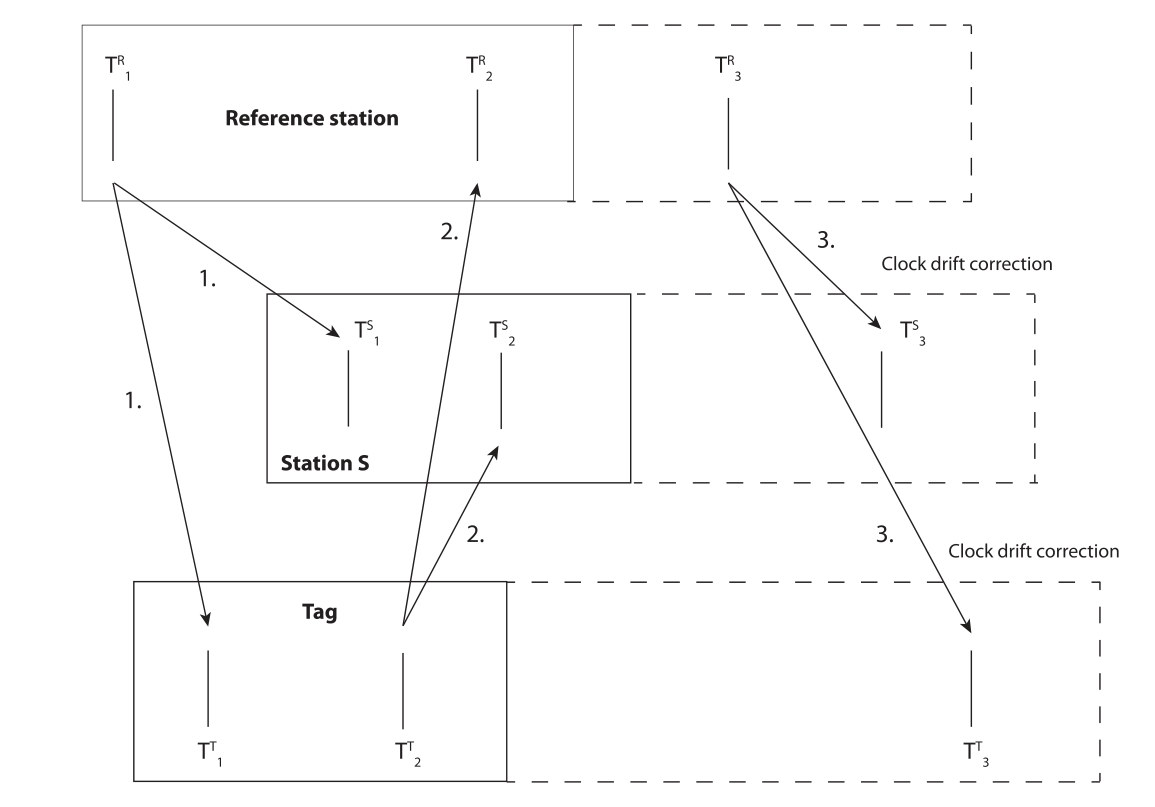 T^R_1
T^R_2
T^R_3
Reference station
2.
3.
1.
Clock drift correction
T^S_1
T^S_2
T^S_3
1.
Station S
2.
3.
Clock drift correction
Tag
T^T_1
T^T_2
T^T_3